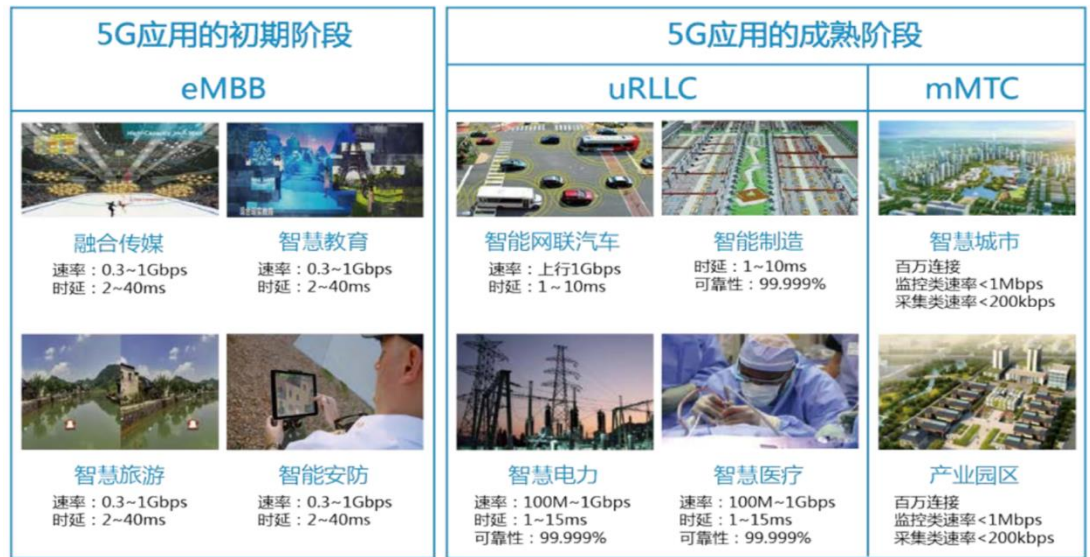 5G应用的初期阶段
eMBB
融合传媒
速率：0.3~1Gbps
时延：2~40ms
智慧教育
速率：0.3~1Gbps
时延：2~40ms
智慧旅游
速率：0.3~1Gbps
时延：2~40ms
智能安防
速率：0.3~1Gbps
时延：2~40ms
5G应用的成熟阶段
uRLLC
智能网联汽车
速率：上行1Gbps
时延：1~10ms
智能制造
时延：1~10ms
可靠性：99.999%
智慧电力
速率：100M~1Gbps
时延：1~15ms
可靠性：99.999%
智慧医疗
速率：100M~1Gbps
时延：1~15ms
可靠性：99.999%
mMTC
智慧城市
百万连接
监控类速率<1Mbps
采集类速率<200kbps
产业园区
百万连接
监控类速率<1Mbps
采集类速率<200kbps